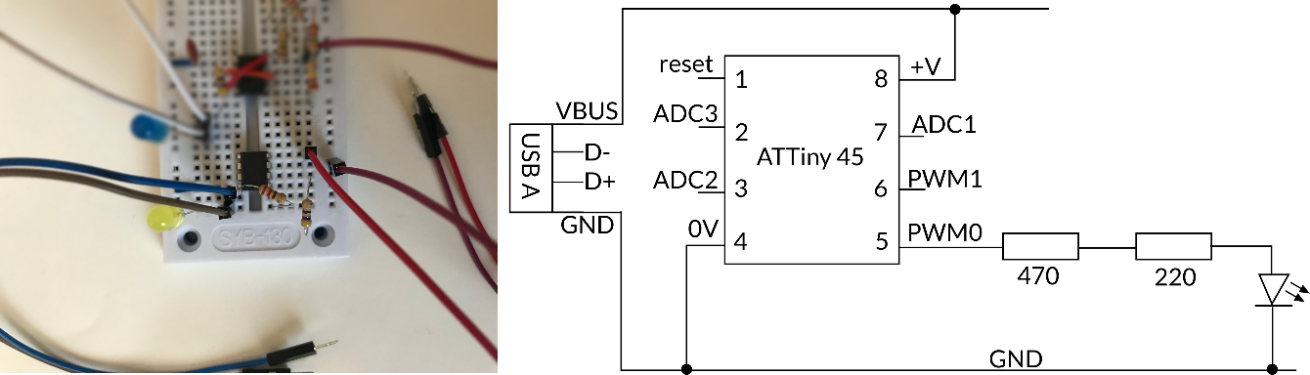 SYB-130
reset
1
8
+V
VBUS
ADC3
2
7
ADC1
USB A
D-
D+
ATTiny 45
ADC2
3
6
PWM1
GND
0V
4
5
PWM0
470
220
GND